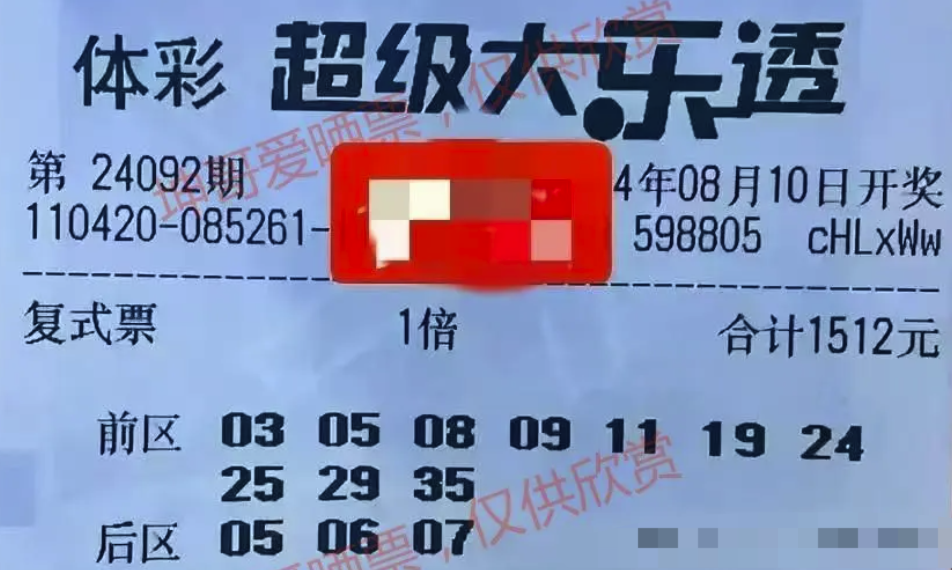 体彩 超级大乐透
第 24092期 4年08月10日开奖
110420-085261- 598805 cHLxWw
复式票 1倍 合计1512元
前区 03 05 08 09 11 19 24
25 29 35
后区 05 06 07
坤哥爱晒票，仅供欣赏
爱晒票，仅供欣赏